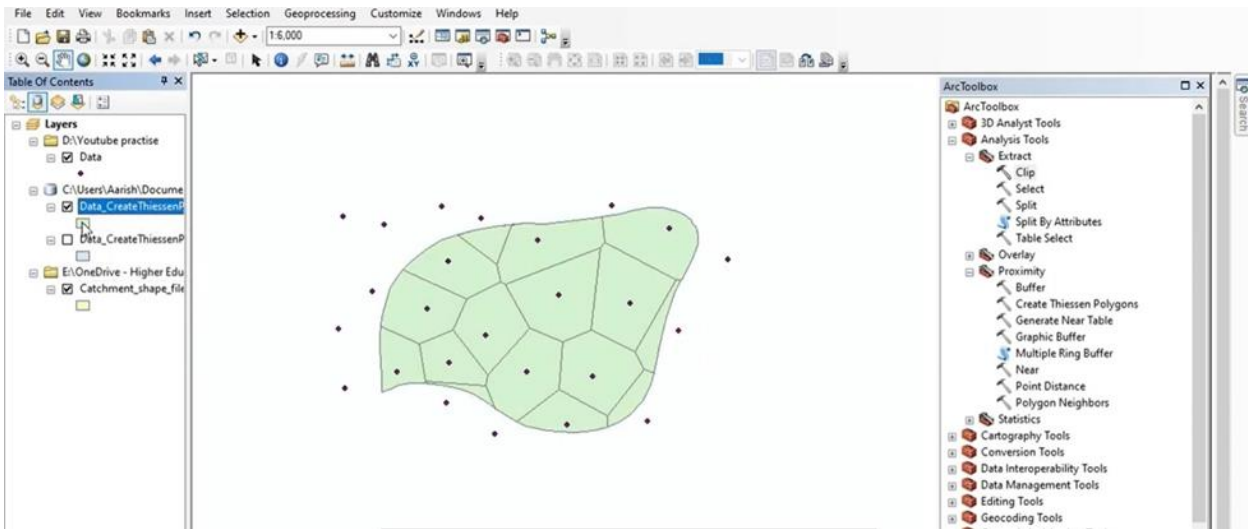 File Edit View Bookmarks Insert Selection Geoprocessing Customize Windows Help
1:6,000
Table Of Contents
Layers
D:\Youtube practise
Data
C:\Users\Aarish\Docume
Data_CreateThiessenP
Data_CreateThiessenP
E:\OneDrive - Higher Edu
Catchment_shape_file
ArcToolbox
ArcToolbox
3D Analyst Tools
Analysis Tools
Extract
Clip
Select
Split
Split By Attributes
Table Select
Overlay
Proximity
Buffer
Create Thiessen Polygons
Generate Near Table
Graphic Buffer
Multiple Ring Buffer
Near
Point Distance
Polygon Neighbors
Statistics
Cartography Tools
Conversion Tools
Data Interoperability Tools
Data Management Tools
Editing Tools
Geocoding Tools
Search